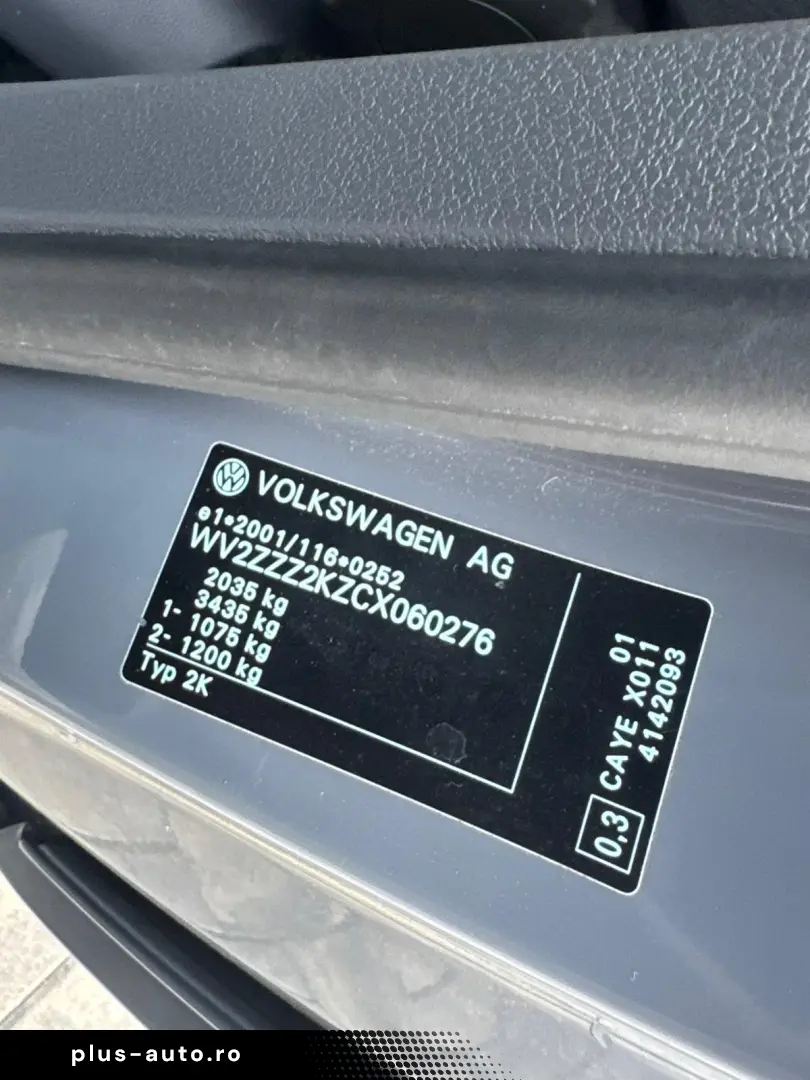 VOLKSWAGEN AG
e1*2001/116*0252
WV2ZZZ2KZCX060276
2035 kg
3435 kg
1- 1075 kg
2- 1200 kg
Typ 2K
01
CAYE X011
4142093
0,3
plus-auto.ro